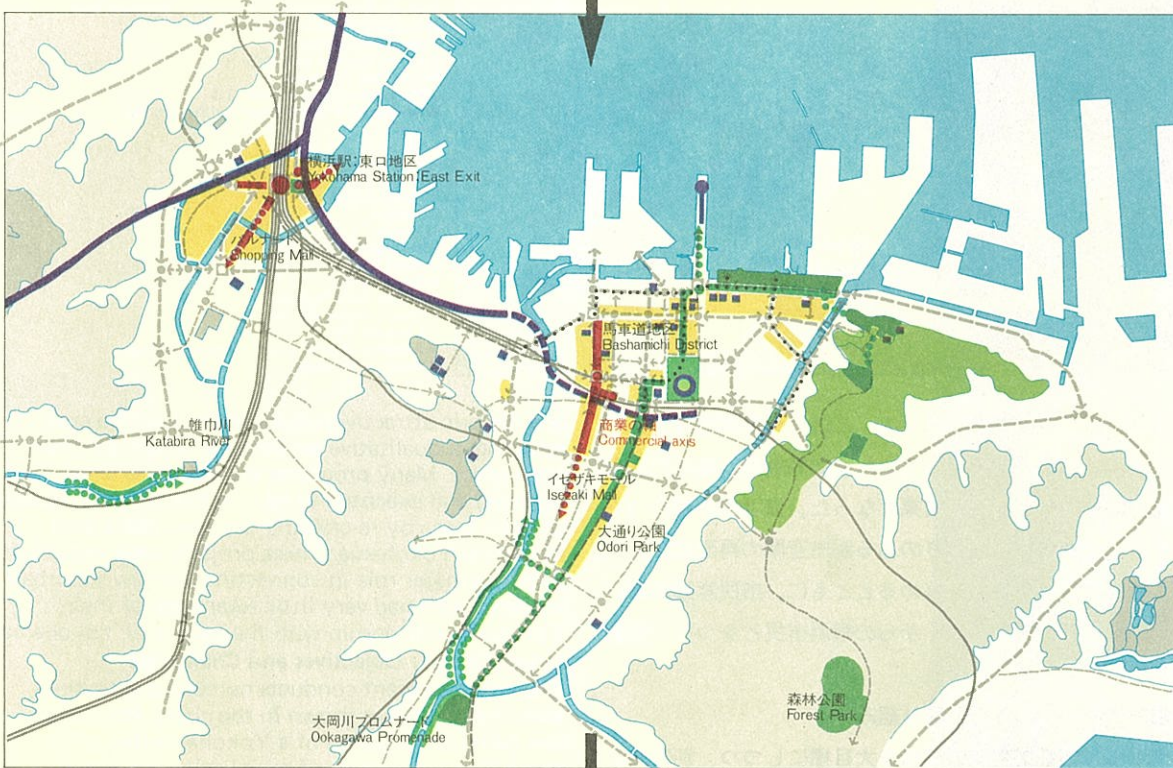 横浜駅:東口地区
Yokohama Station:East Exit
Shopping Mall
馬車道地区
Bashamichi District
帷巾川
Katabira River
商業の軸
Commercial axis
イセザキモール
Isezaki Mall
大通り公園
Odori Park
大岡川プロムナード
Ookagawa Promenade
森林公園
Forest Park